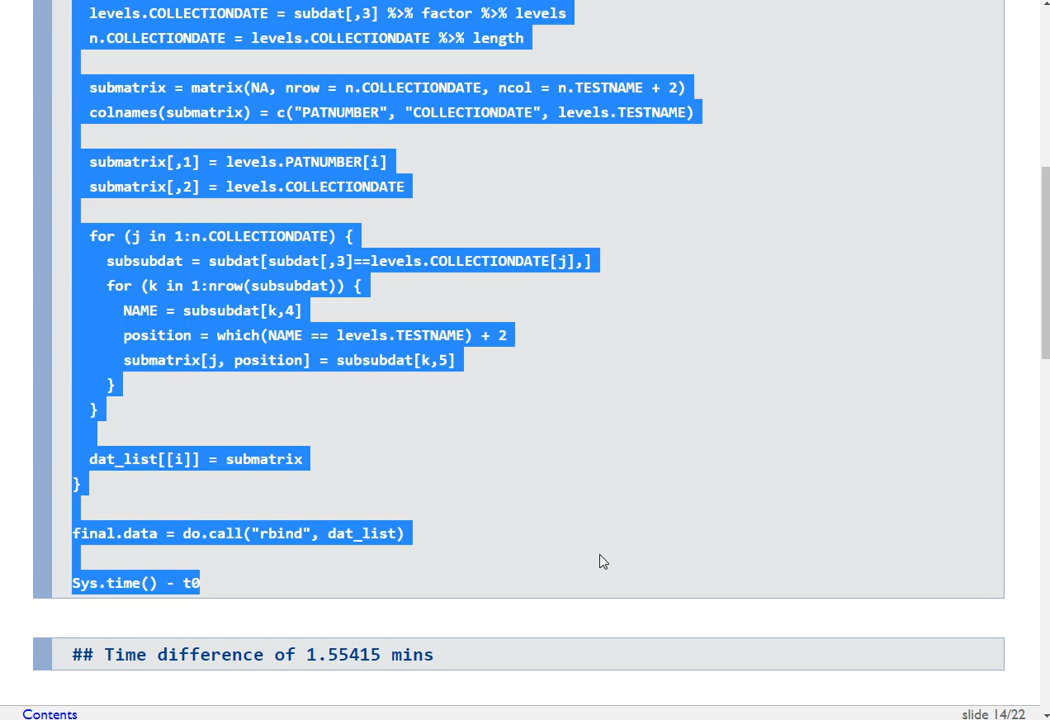 levels.COLLECTIONDATE = subdat[,3] %>% factor %>% levels
n.COLLECTIONDATE = levels.COLLECTIONDATE %>% length
submatrix = matrix(NA, nrow = n.COLLECTIONDATE, ncol = n.TESTNAME + 2)
colnames(submatrix) = c("PATNUMBER", "COLLECTIONDATE", levels.TESTNAME)
submatrix[,1] = levels.PATNUMBER[i]
submatrix[,2] = levels.COLLECTIONDATE
for (j in 1:n.COLLECTIONDATE) {
subsubdat = subdat[subdat[,3]==levels.COLLECTIONDATE[j],]
for (k in 1:nrow(subsubdat)) {
NAME = subsubdat[k,4]
position = which(NAME == levels.TESTNAME) + 2
submatrix[j, position] = subsubdat[k,5]
}
}
dat_list[[i]] = submatrix
}
final.data = do.call("rbind", dat_list)
Sys.time() - t0
## Time difference of 1.55415 mins
Contents
slide 14/22